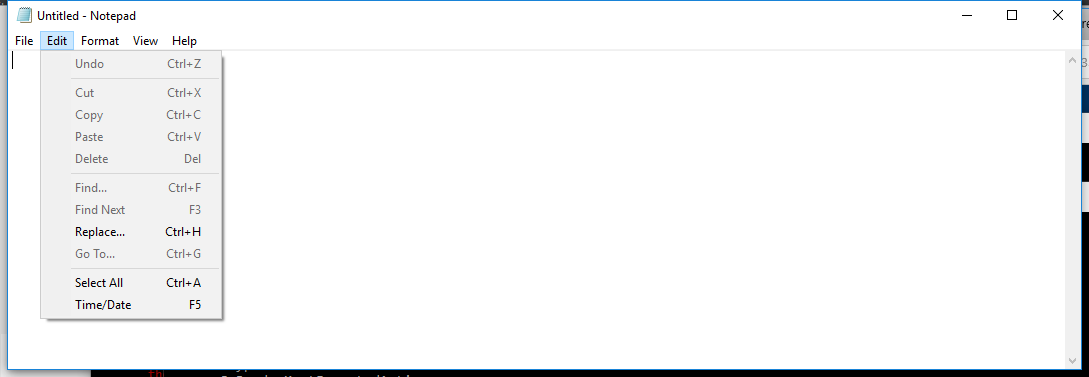 Untitled - Notepad
File Edit Format View Help
Undo Ctrl+Z
Cut Ctrl+X
Copy Ctrl+C
Paste Ctrl+V
Delete Del
Find... Ctrl+F
Find Next F3
Replace... Ctrl+H
Go To... Ctrl+G
Select All Ctrl+A
Time/Date F5